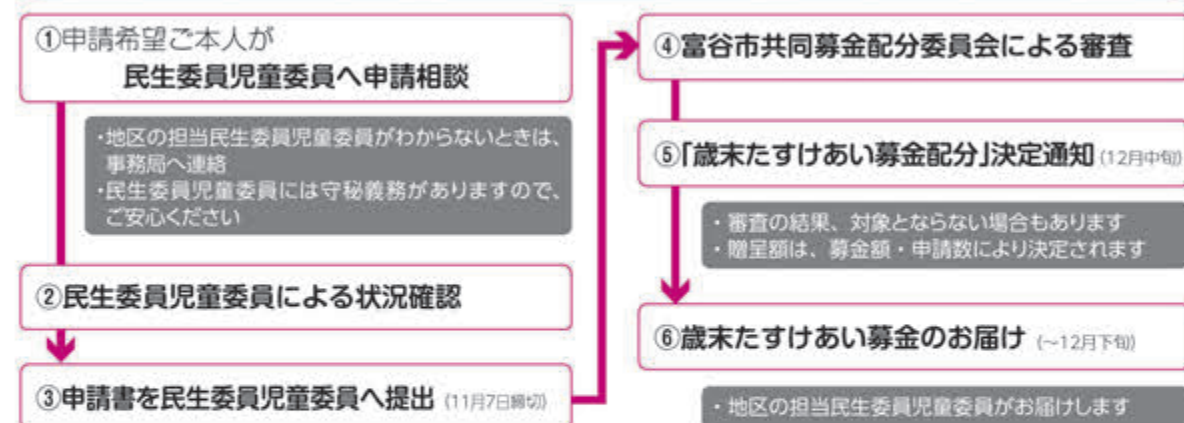 ①申請希望ご本人が
民生委員児童委員へ申請相談
・地区の担当民生委員児童委員がわからないときは、
事務局へ連絡
・民生委員児童委員には守秘義務がありますので、
ご安心ください
②民生委員児童委員による状況確認
③申請書を民生委員児童委員へ提出 (11月7日締切)
④富谷市共同募金配分委員会による審査
⑤「歳末たすけあい募金配分」決定通知 (12月中旬)
・審査の結果、対象とならない場合もあります
・贈呈額は、募金額・申請数により決定されます
⑥歳末たすけあい募金のお届け (～12月下旬)
・地区の担当民生委員児童委員がお届けします